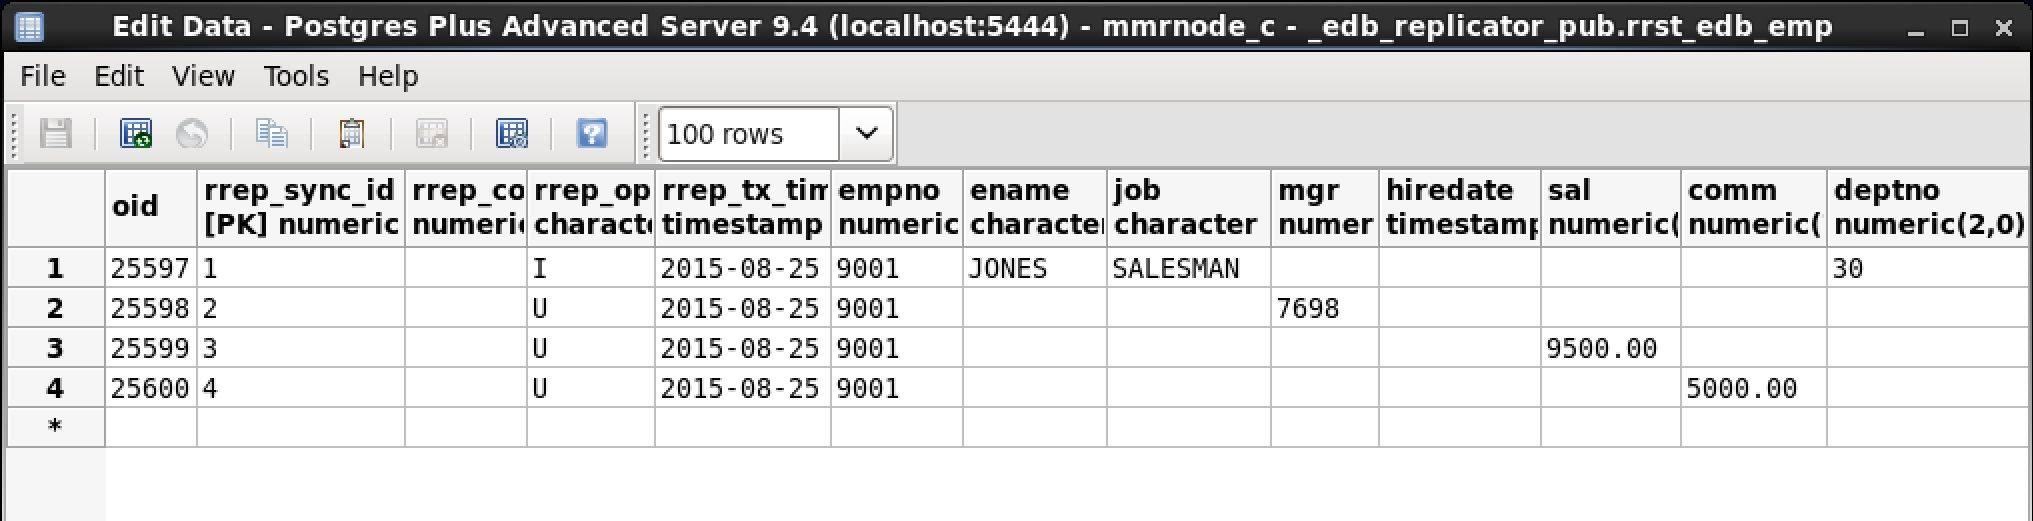 Edit Data - Postgres Plus Advanced Server 9.4 (localhost:5444) - mmrnode_c - _edb_replicator_pub.rrst_edb_emp
File Edit View Tools Help
100 rows
oid rrep_sync_id rrep_co rrep_op rrep_tx_tim empno ename job mgr hiredate sal comm deptno
[PK] numeric numeric charact timestamp numeric character character numer timestamp numeric( numeric( numeric(2,0)
1 25597 1 I 2015-08-25 9001 JONES SALESMAN 30
2 25598 2 U 2015-08-25 9001 7698
3 25599 3 U 2015-08-25 9001 9500.00
4 25600 4 U 2015-08-25 9001 5000.00
*